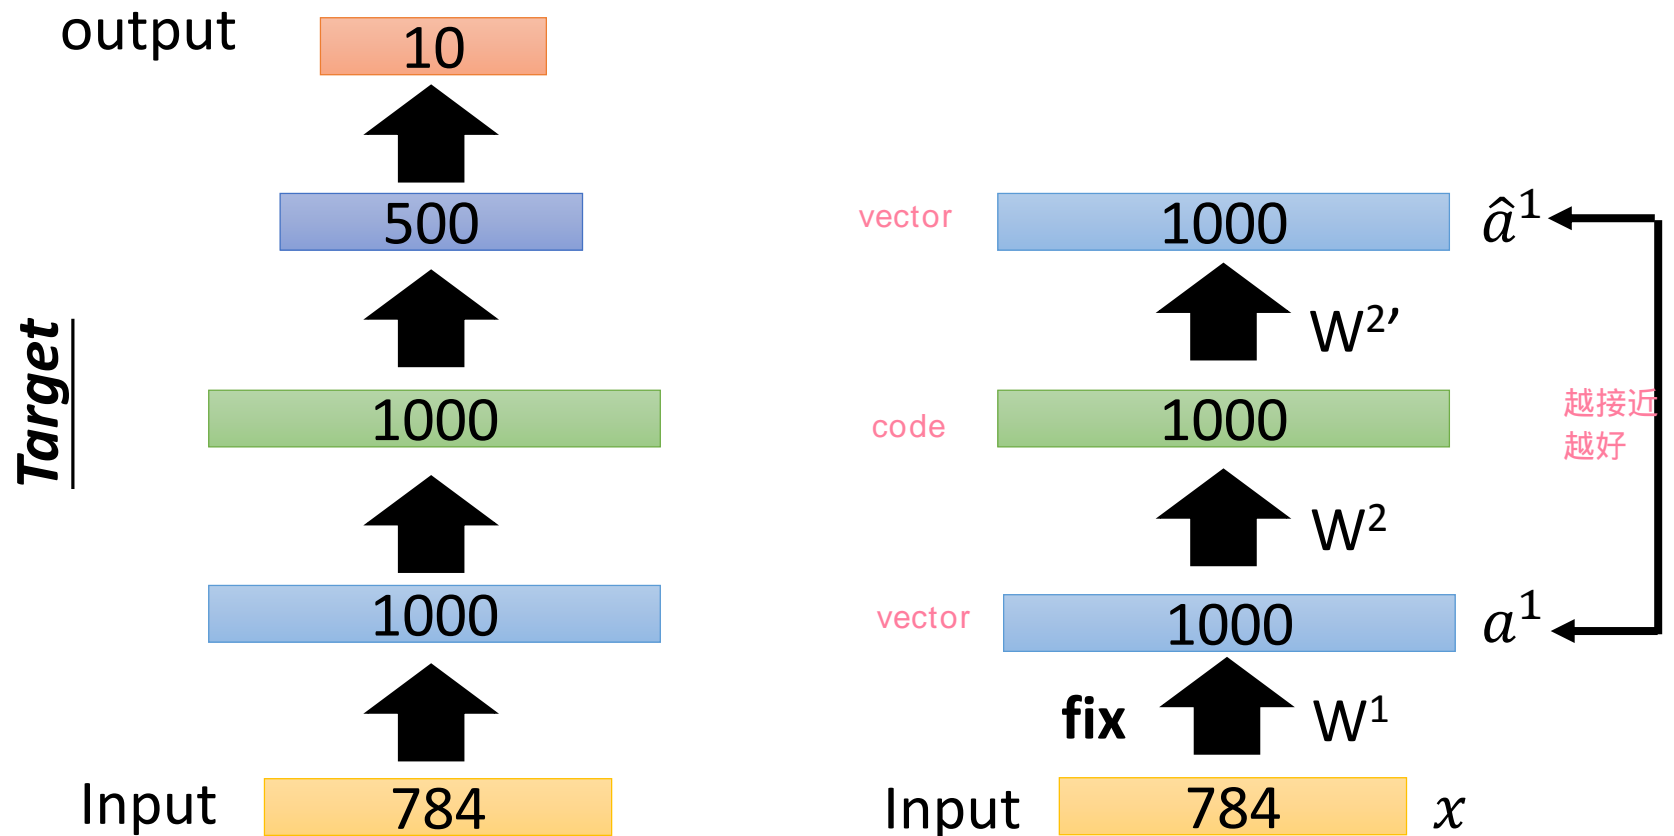 output
10
500
Target
1000
1000
Input
784
vector
1000
â¹
W²’
code
1000
越接近
越好
W²
vector
1000
a¹
fix
W¹
Input
784
x